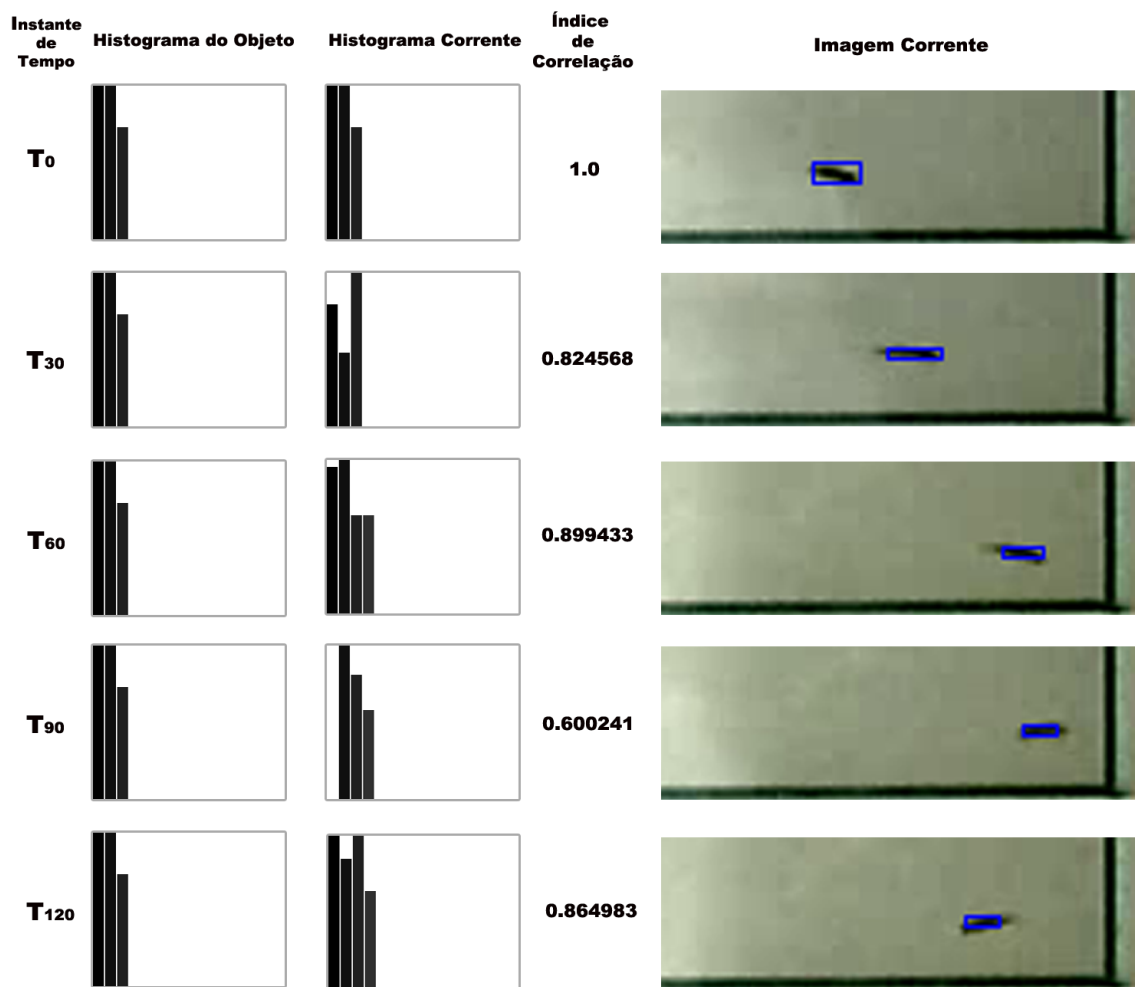 Instante
de
Tempo
Histograma do Objeto
Histograma Corrente
Índice
de
Correlação
Imagem Corrente
T0
1.0
T30
0.824568
T60
0.899433
T90
0.600241
T120
0.864983